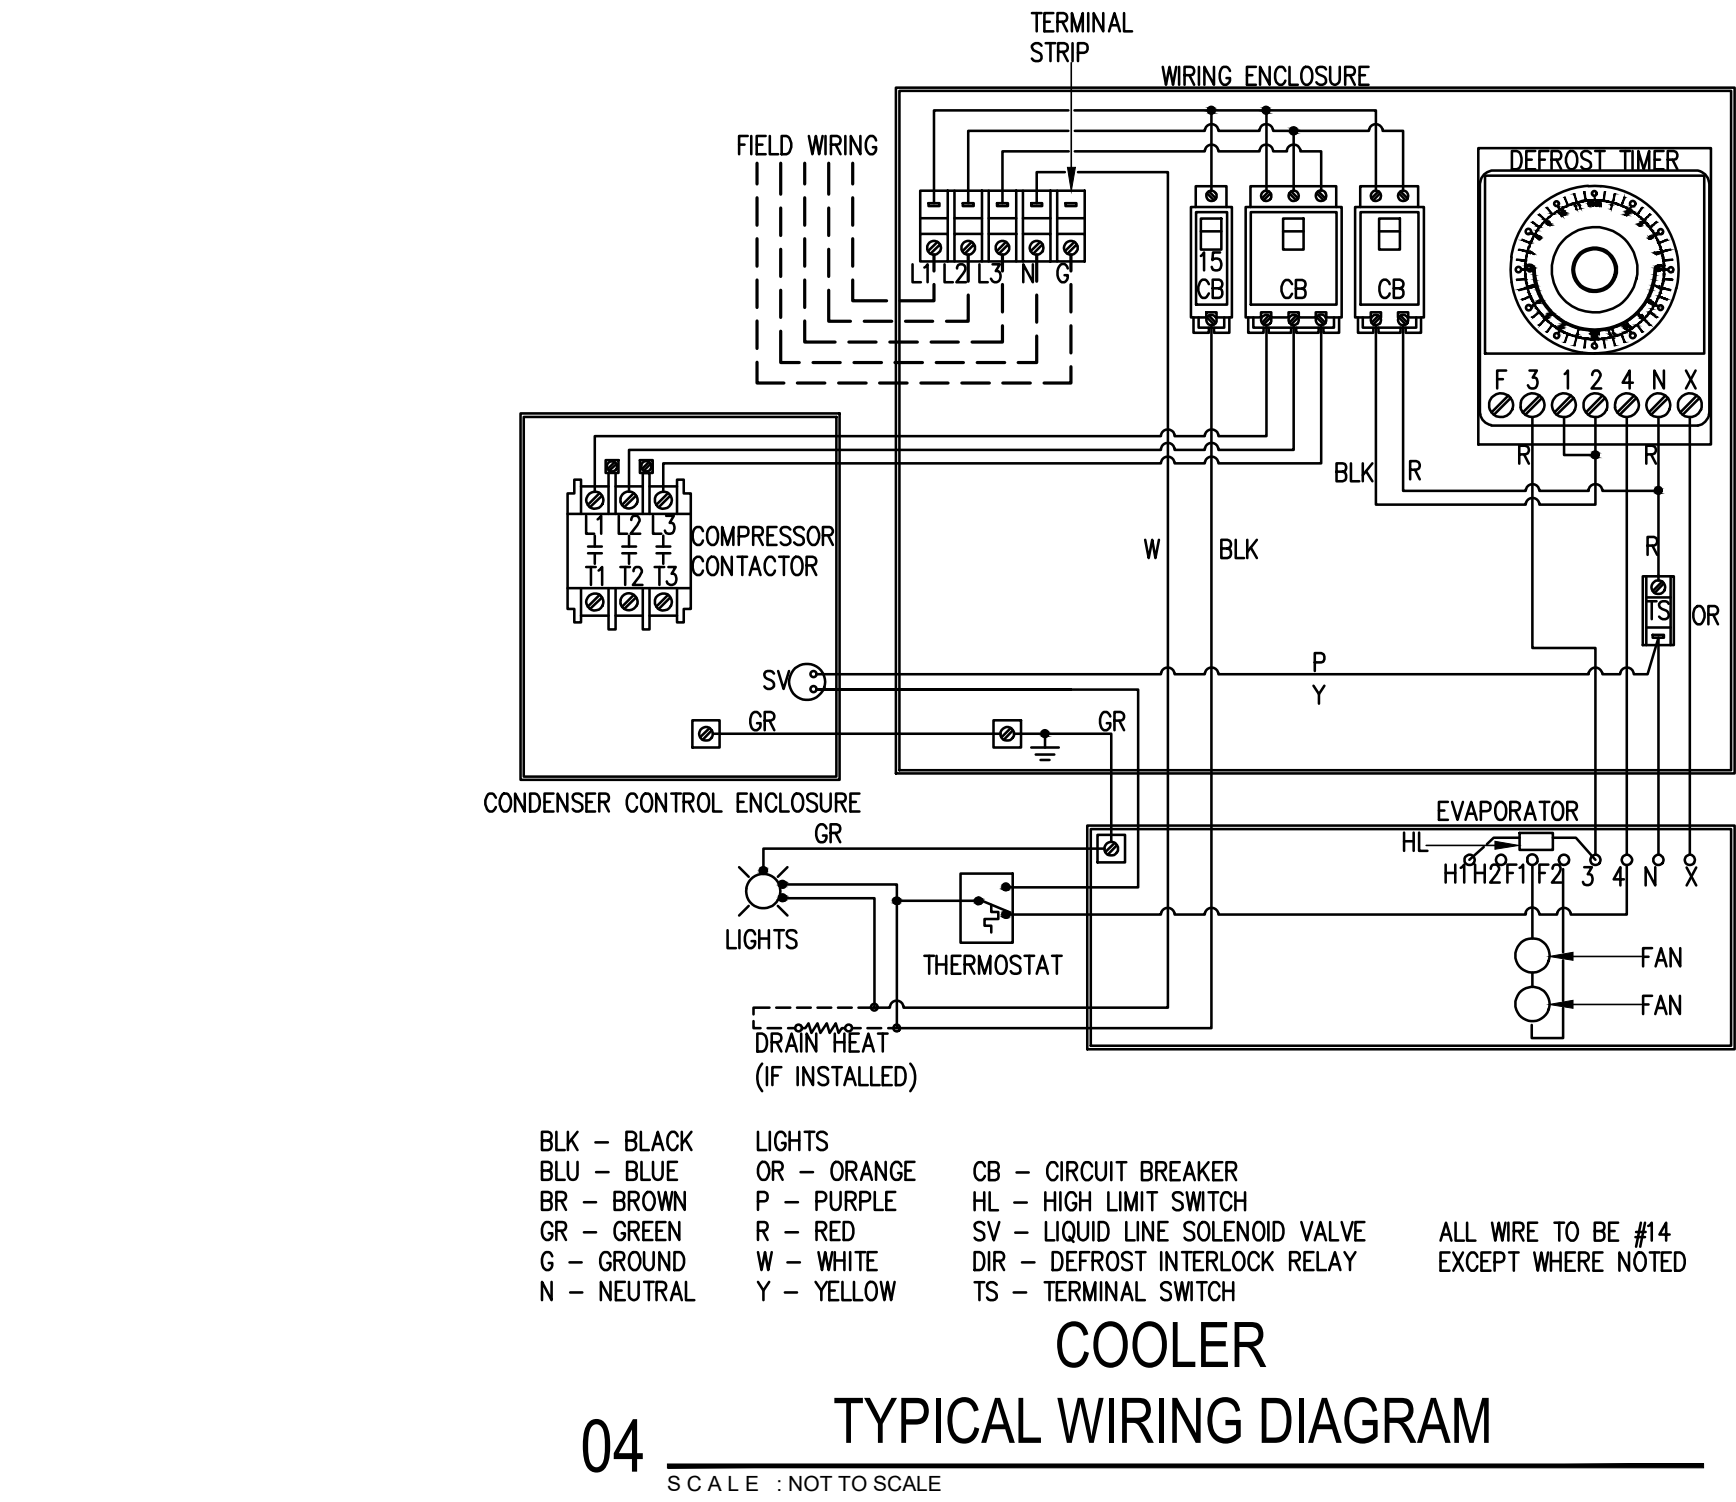 TERMINAL
STRIP
WIRING ENCLOSURE
FIELD WIRING
DEFROST TIMER
L1 L2 L3 N G
15
CB
CB
CB
F 3 1 2 4 N X
R
R
BLK
R
L1 L2 L3
T1 T2 T3
COMPRESSOR
CONTACTOR
W
BLK
R
TS
OR
SV
P
Y
GR
GR
CONDENSER CONTROL ENCLOSURE
EVAPORATOR
GR
HL
H1 H2 F1 F2 3 4 N X
LIGHTS
THERMOSTAT
FAN
FAN
DRAIN HEAT
(IF INSTALLED)
BLK – BLACK
BLU – BLUE
BR – BROWN
GR – GREEN
G – GROUND
N – NEUTRAL
LIGHTS
OR – ORANGE
P – PURPLE
R – RED
W – WHITE
Y – YELLOW
CB – CIRCUIT BREAKER
HL – HIGH LIMIT SWITCH
SV – LIQUID LINE SOLENOID VALVE
DIR – DEFROST INTERLOCK RELAY
TS – TERMINAL SWITCH
ALL WIRE TO BE #14
EXCEPT WHERE NOTED
COOLER
TYPICAL WIRING DIAGRAM
04
SCALE : NOT TO SCALE